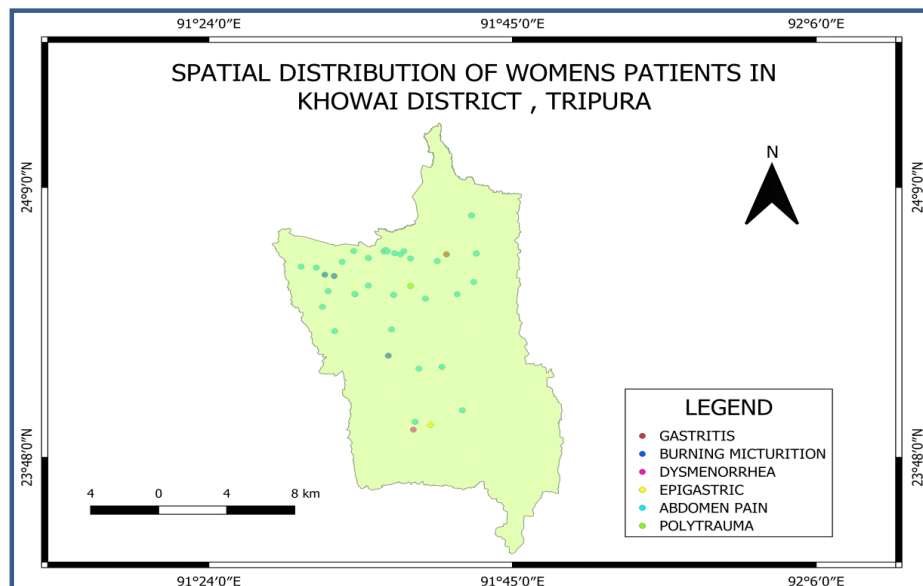 91°24'0"E 91°45'0"E 92°6'0"E
SPATIAL DISTRIBUTION OF WOMENS PATIENTS IN
KHOWAI DISTRICT , TRIPURA
N
24°9'0"N 24°9'0"N
LEGEND
GASTRITIS
BURNING MICTURITION
DYSMENORRHEA
EPIGASTRIC
ABDOMEN PAIN
POLYTRAUMA
23°48'0"N 23°48'0"N
4 0 4 8 km
91°24'0"E 91°45'0"E 92°6'0"E